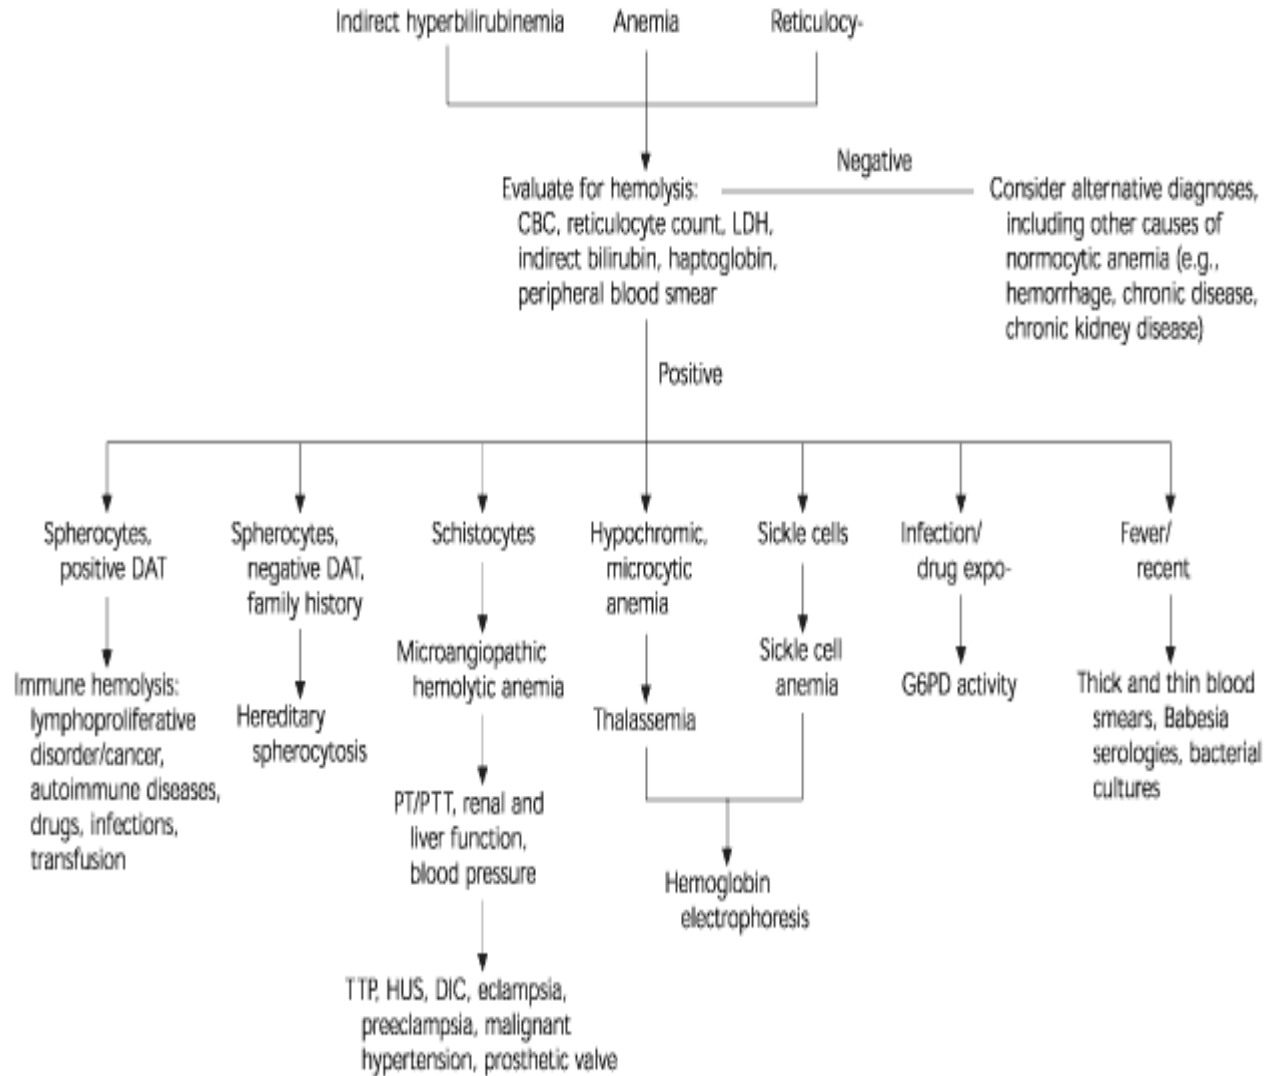 Indirect hyperbilirubinemia
Anemia
Reticulocy-
Evaluate for hemolysis:
CBC, reticulocyte count, LDH,
indirect bilirubin, haptoglobin,
peripheral blood smear
Negative
Consider alternative diagnoses,
including other causes of
normocytic anemia (e.g.,
hemorrhage, chronic disease,
chronic kidney disease)
Positive
Spherocytes,
positive DAT
Immune hemolysis:
lymphoproliferative
disorder/cancer,
autoimmune diseases,
drugs, infections,
transfusion
Spherocytes,
negative DAT,
family history
Hereditary
spherocytosis
Schistocytes
Microangiopathic
hemolytic anemia
PT/PTT, renal and
liver function,
blood pressure
TTP, HUS, DIC, eclampsia,
preeclampsia, malignant
hypertension, prosthetic valve
Hypochromic,
microcytic
anemia
Thalassemia
Sickle cells
Sickle cell
anemia
Hemoglobin
electrophoresis
Infection/
drug expo-
G6PD activity
Fever/
recent
Thick and thin blood
smears, Babesia
serologies, bacterial
cultures